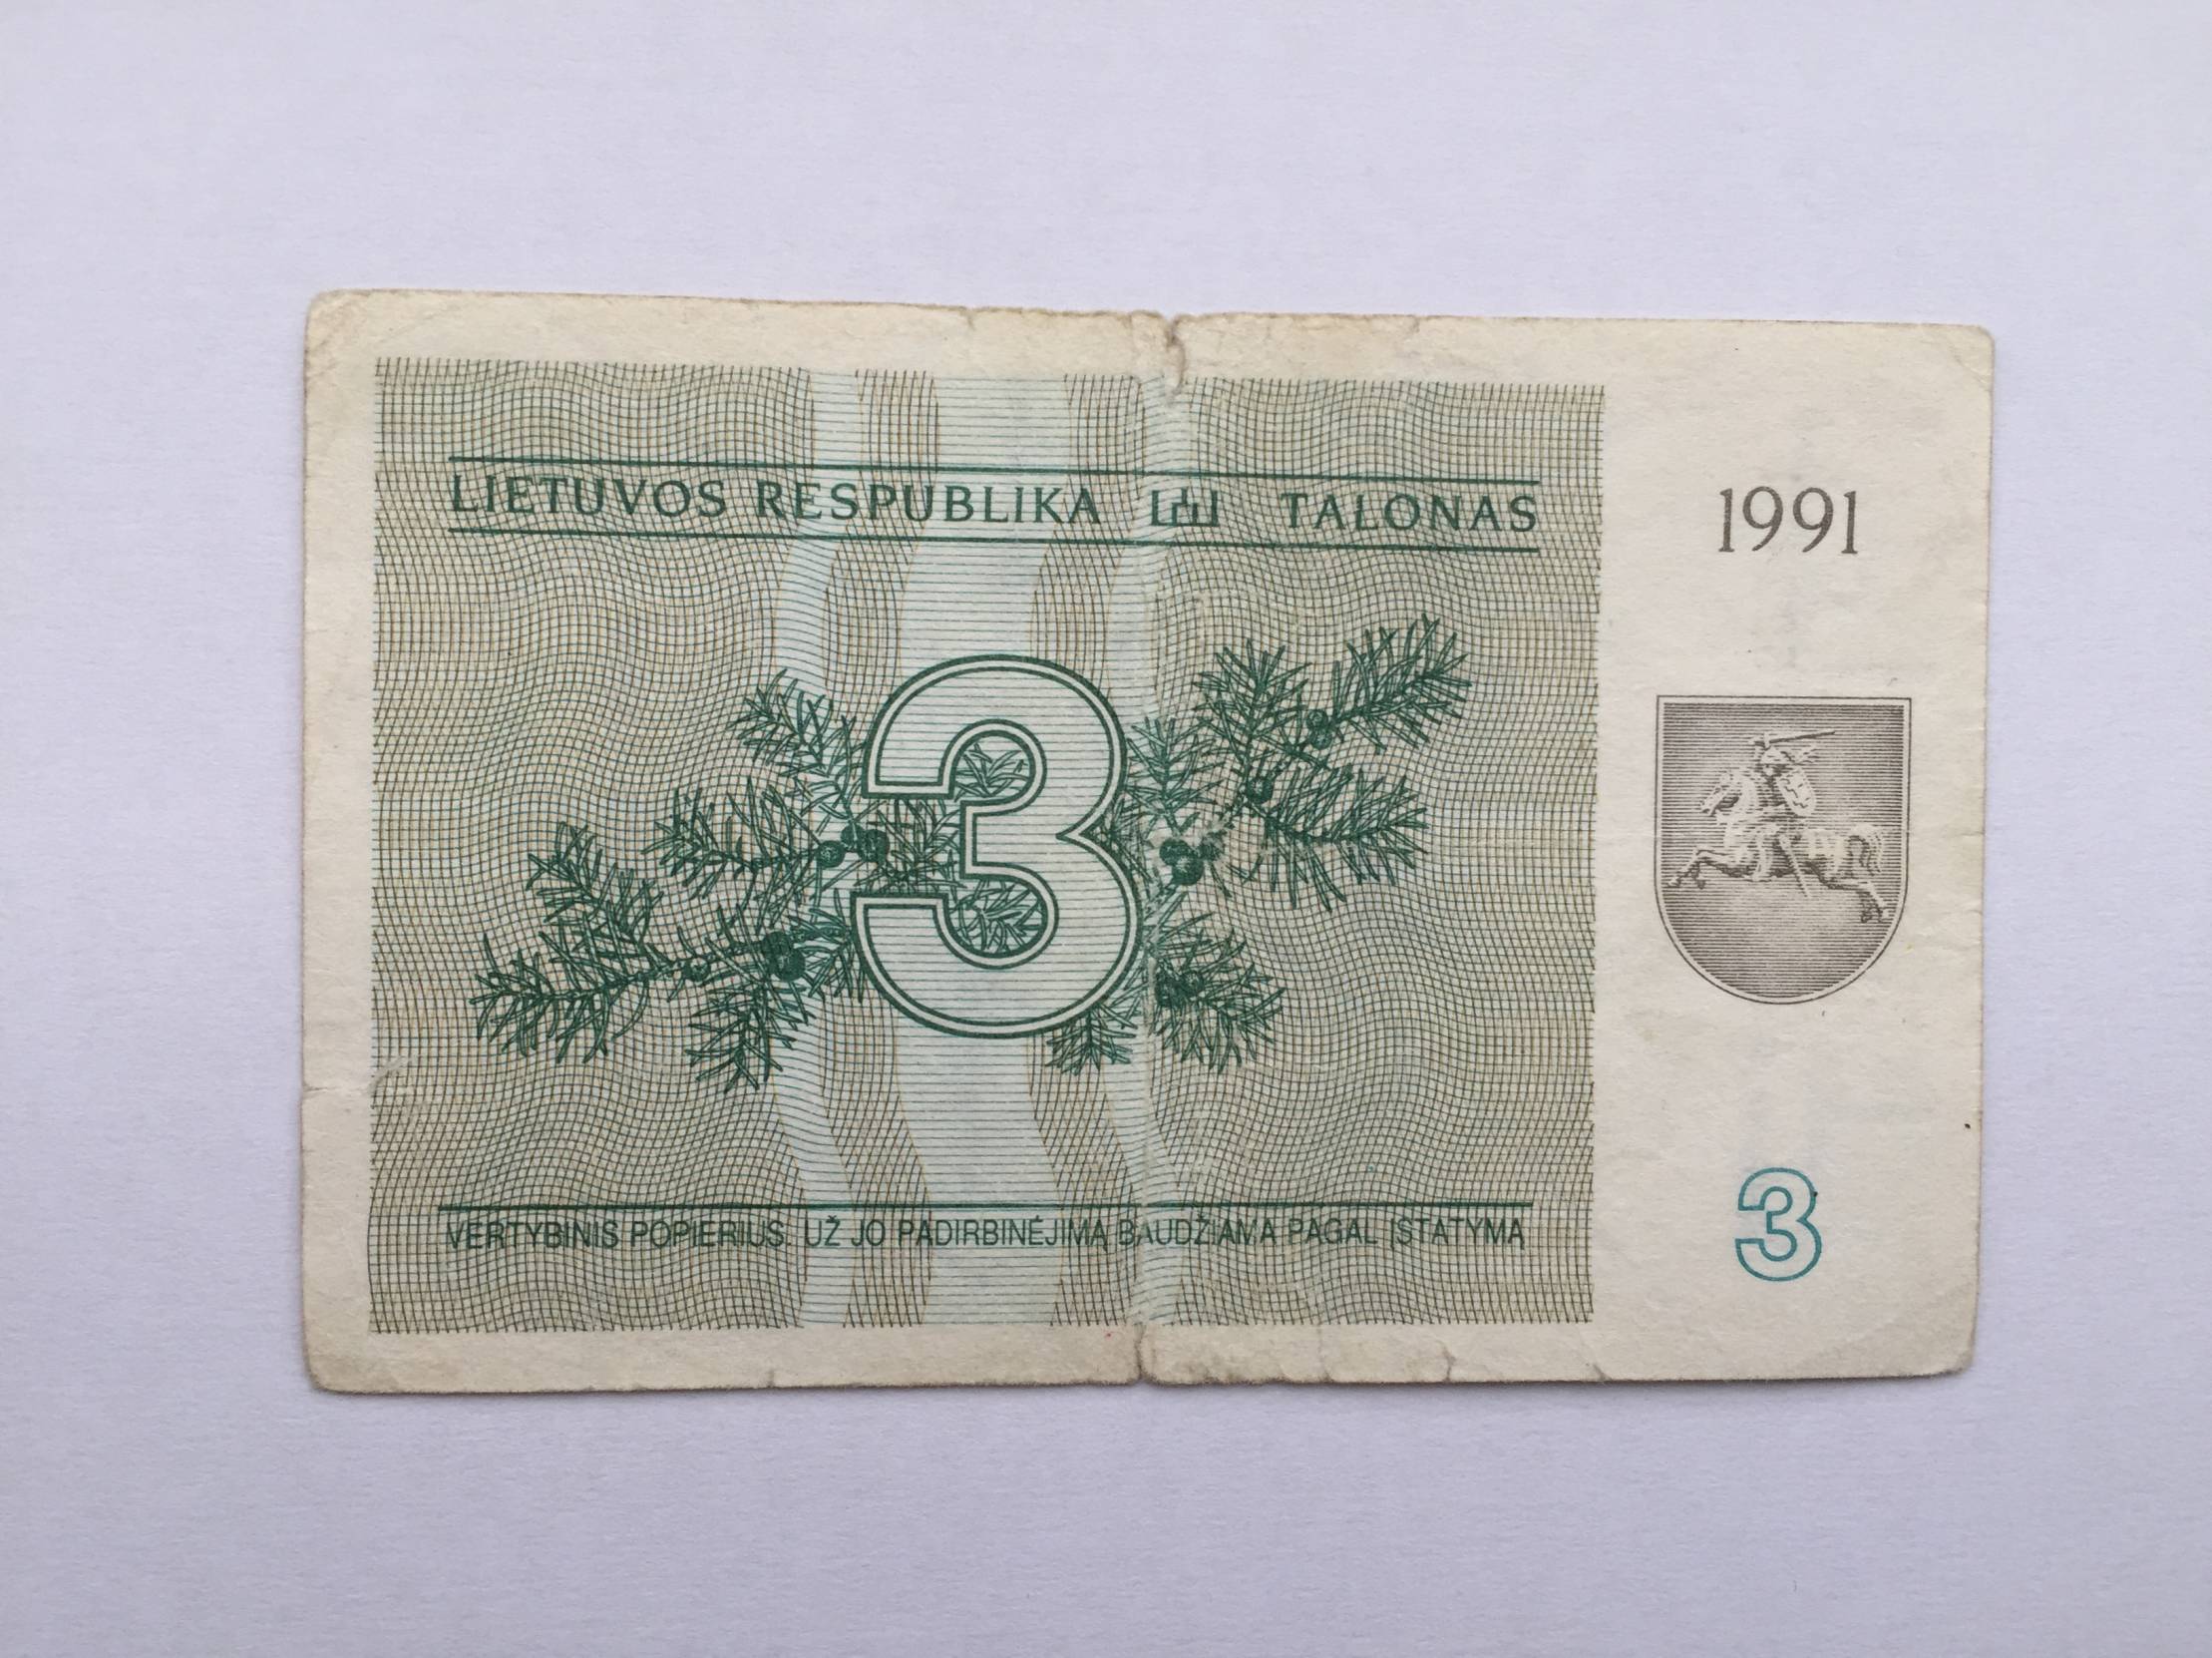 LIETUVOS RESPUBLIKA TALONAS
1991
3
VERTYBINIS POPIERIUS. UŽ JO PADIRBINĖJIMĄ BAUDŽIAMA PAGAL ĮSTATYMĄ
3